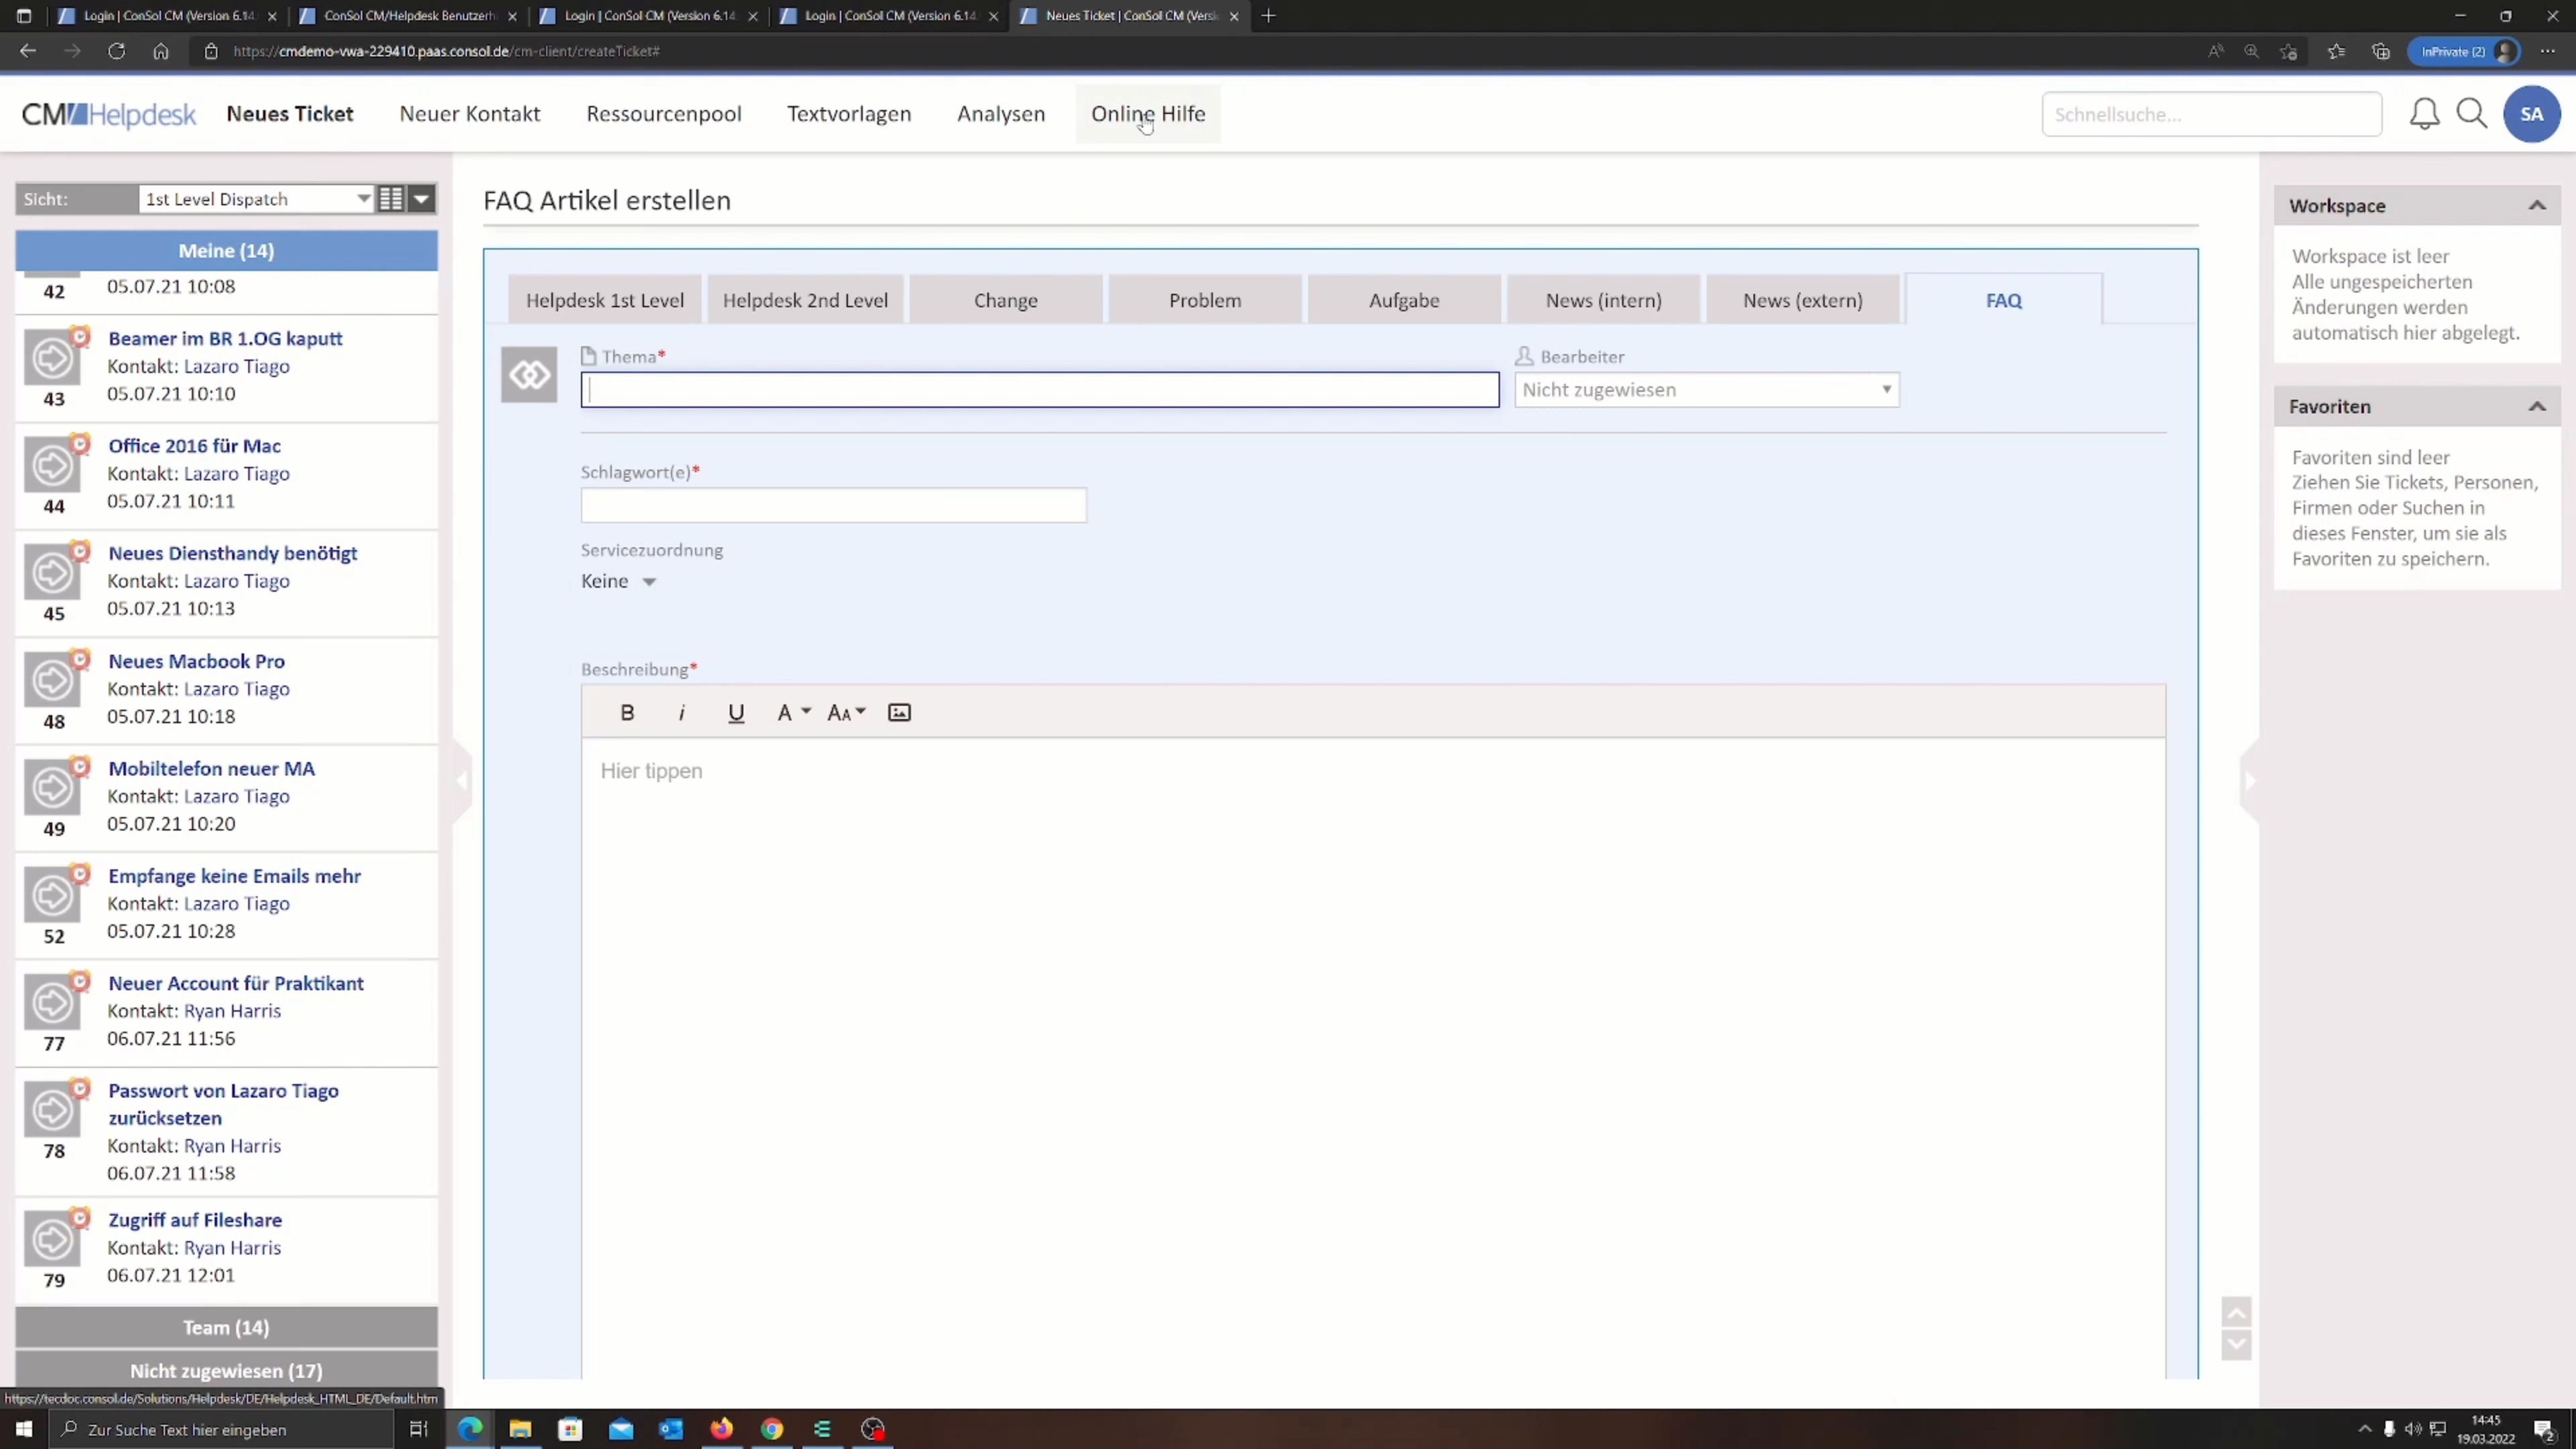 Login | ConSol CM (Version 6.14.
ConSol CM/Helpdesk Benutzerh
Login | ConSol CM (Version 6.14.
Login | ConSol CM (Version 6.14.
Neues Ticket | ConSol CM (Versi
https://cmdemo-vwa-229410.paas.consol.de/cm-client/createTicket#
InPrivate (2)
CM/Helpdesk
Neues Ticket
Neuer Kontakt
Ressourcenpool
Textvorlagen
Analysen
Online Hilfe
Schnellsuche...
SA
Sicht:
1st Level Dispatch
Meine (14)
42
05.07.21 10:08
Beamer im BR 1.OG kaputt
Kontakt: Lazaro Tiago
43
05.07.21 10:10
Office 2016 für Mac
Kontakt: Lazaro Tiago
44
05.07.21 10:11
Neues Diensthandy benötigt
Kontakt: Lazaro Tiago
45
05.07.21 10:13
Neues Macbook Pro
Kontakt: Lazaro Tiago
48
05.07.21 10:18
Mobiltelefon neuer MA
Kontakt: Lazaro Tiago
49
05.07.21 10:20
Empfange keine Emails mehr
Kontakt: Lazaro Tiago
52
05.07.21 10:28
Neuer Account für Praktikant
Kontakt: Ryan Harris
77
06.07.21 11:56
Passwort von Lazaro Tiago
zurücksetzen
Kontakt: Ryan Harris
78
06.07.21 11:58
Zugriff auf Fileshare
Kontakt: Ryan Harris
79
06.07.21 12:01
Team (14)
Nicht zugewiesen (17)
https://tecdoc.consol.de/Solutions/Helpdesk/DE/Helpdesk_HTML_DE/Default.htm
FAQ Artikel erstellen
Helpdesk 1st Level
Helpdesk 2nd Level
Change
Problem
Aufgabe
News (intern)
News (extern)
FAQ
Thema*
Bearbeiter
Nicht zugewiesen
Schlagwort(e)*
Servicezuordnung
Keine
Beschreibung*
B i U A AA
Hier tippen
Workspace
Workspace ist leer
Alle ungespeicherten
Änderungen werden
automatisch hier abgelegt.
Favoriten
Favoriten sind leer
Ziehen Sie Tickets, Personen,
Firmen oder Suchen in
dieses Fenster, um sie als
Favoriten zu speichern.
Zur Suche Text hier eingeben
14:45
19.03.2022
2